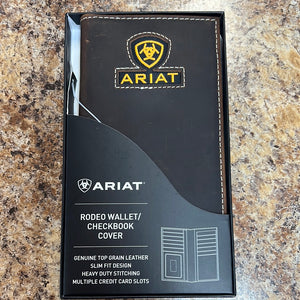 ARIAT
ARIAT
RODEO WALLET/
CHECKBOOK
COVER
GENUINE TOP GRAIN LEATHER
SLIM FIT DESIGN
HEAVY DUTY STITCHING
MULTIPLE CREDIT CARD SLOTS